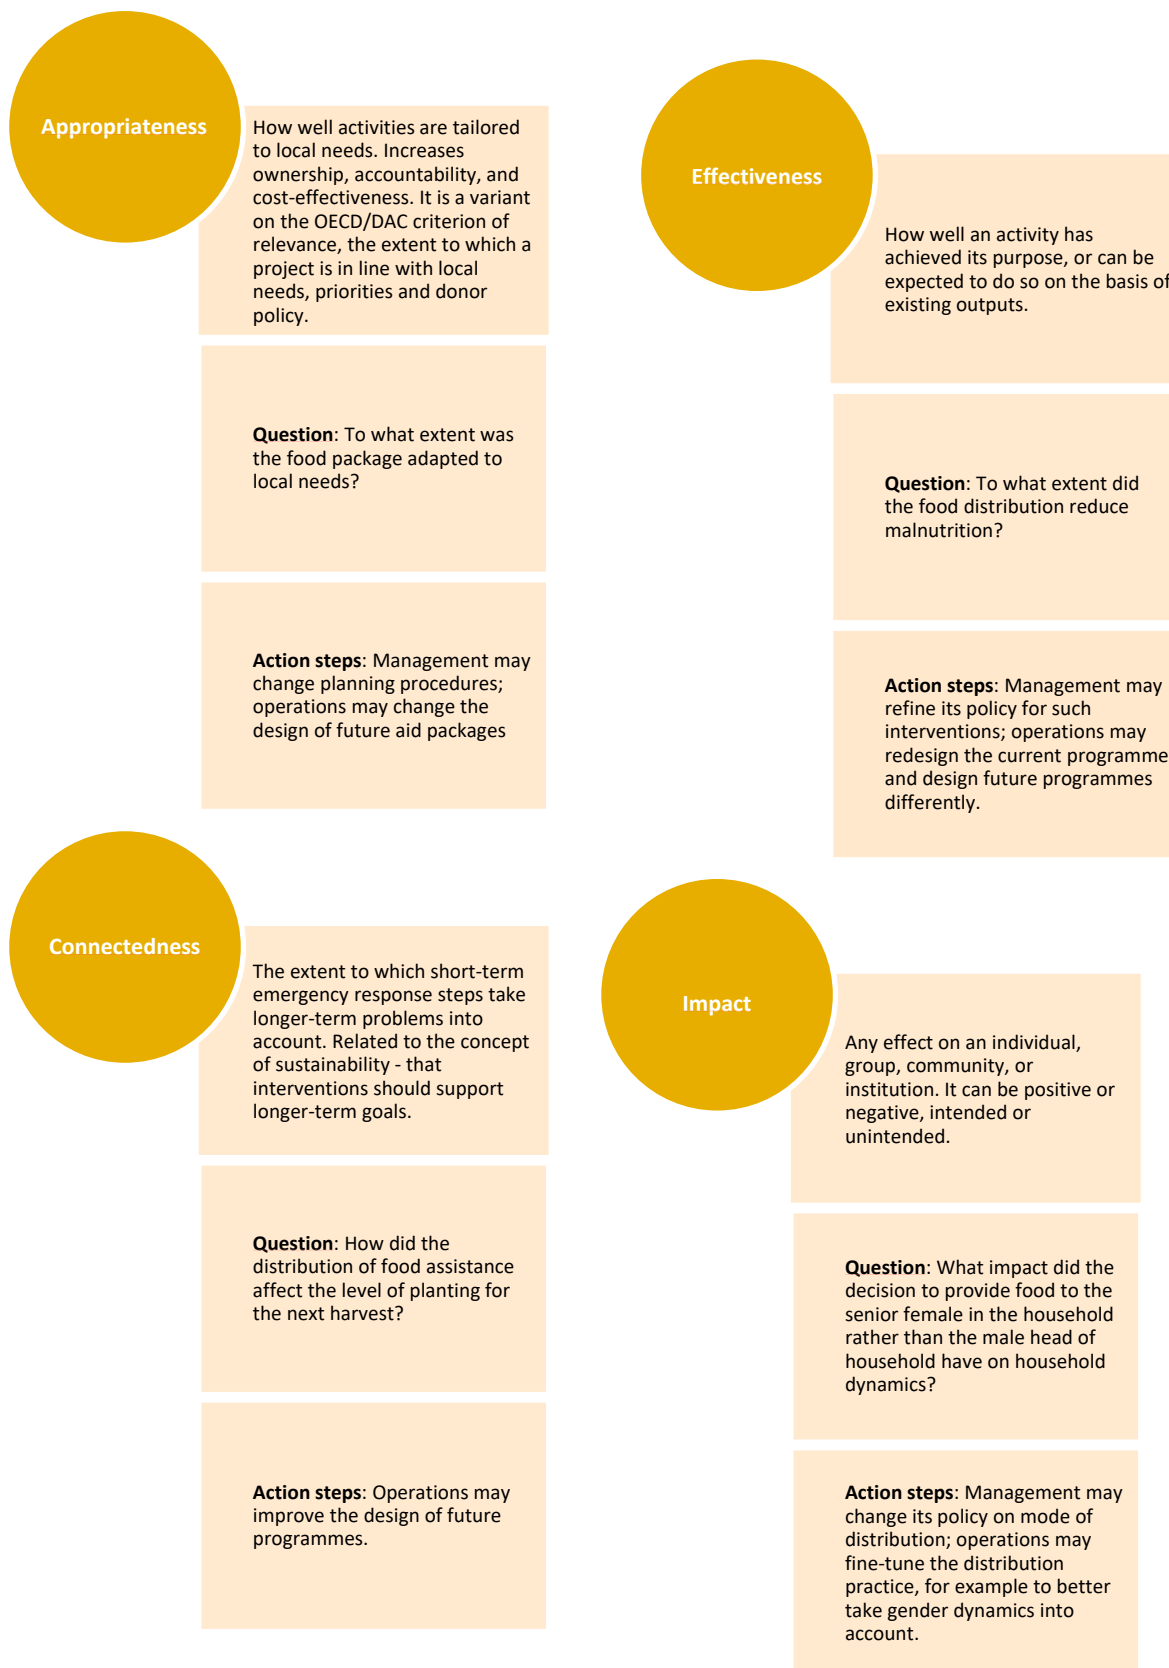 Appropriateness
How well activities are tailored
to local needs. Increases
ownership, accountability, and
cost-effectiveness. It is a variant
on the OECD/DAC criterion of
relevance, the extent to which a
project is in line with local
needs, priorities and donor
policy.
Question: To what extent was
the food package adapted to
local needs?
Action steps: Management may
change planning procedures;
operations may change the
design of future aid packages
Effectiveness
How well an activity has
achieved its purpose, or can be
expected to do so on the basis of
existing outputs.
Question: To what extent did
the food distribution reduce
malnutrition?
Action steps: Management may
refine its policy for such
interventions; operations may
redesign the current programme
and design future programmes
differently.
Connectedness
The extent to which short-term
emergency response steps take
longer-term problems into
account. Related to the concept
of sustainability - that
interventions should support
longer-term goals.
Question: How did the
distribution of food assistance
affect the level of planting for
the next harvest?
Action steps: Operations may
improve the design of future
programmes.
Impact
Any effect on an individual,
group, community, or
institution. It can be positive or
negative, intended or
unintended.
Question: What impact did the
decision to provide food to the
senior female in the household
rather than the male head of
household have on household
dynamics?
Action steps: Management may
change its policy on mode of
distribution; operations may
fine-tune the distribution
practice, for example to better
take gender dynamics into
account.